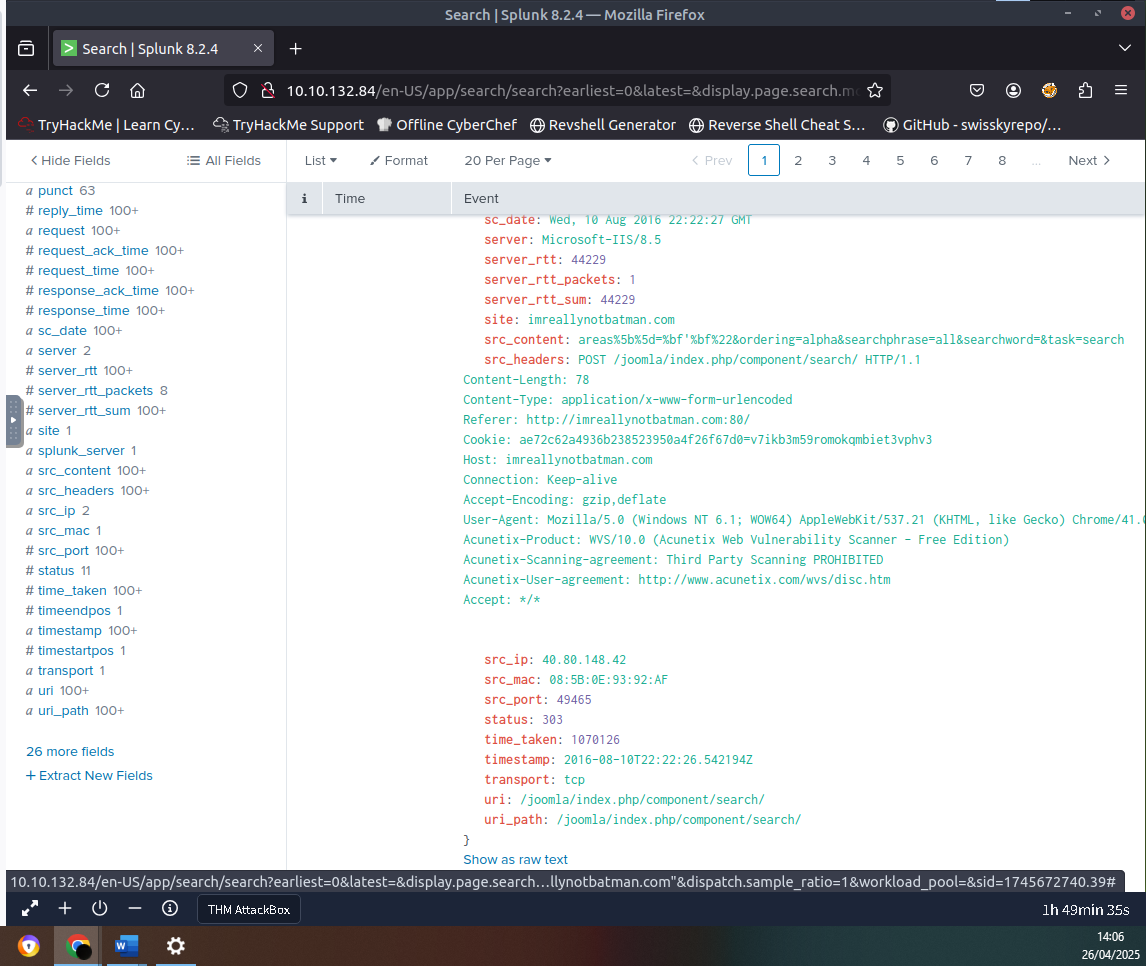 Search | Splunk 8.2.4 — Mozilla Firefox
Search | Splunk 8.2.4
10.10.132.84/en-US/app/search/search?earliest=0&latest=&display.page.search.m
TryHackMe | Learn Cy… TryHackMe Support Offline CyberChef Revshell Generator Reverse Shell Cheat S… GitHub - swisskyrepo/…
Hide Fields All Fields List Format 20 Per Page Prev 1 2 3 4 5 6 7 8 ... Next
i Time Event
a punct 63
# reply_time 100+
a request 100+
# request_ack_time 100+
# request_time 100+
# response_ack_time 100+
# response_time 100+
a sc_date 100+
a server 2
# server_rtt 100+
# server_rtt_packets 8
# server_rtt_sum 100+
a site 1
a splunk_server 1
a src_content 100+
a src_headers 100+
a src_ip 2
a src_mac 1
# src_port 100+
# status 11
# time_taken 100+
# timeendpos 1
a timestamp 100+
# timestartpos 1
a transport 1
a uri 100+
a uri_path 100+
26 more fields
+ Extract New Fields
sc_date: Wed, 10 Aug 2016 22:22:27 GMT
server: Microsoft-IIS/8.5
server_rtt: 44229
server_rtt_packets: 1
server_rtt_sum: 44229
site: imreallynotbatman.com
src_content: areas%5b%5d=%bf'%bf%22&ordering=alpha&searchphrase=all&searchword=&task=search
src_headers: POST /joomla/index.php/component/search/ HTTP/1.1
Content-Length: 78
Content-Type: application/x-www-form-urlencoded
Referer: http://imreallynotbatman.com:80/
Cookie: ae72c62a4936b238523950a4f26f67d0=v7ikb3m59romokqmbiet3vphv3
Host: imreallynotbatman.com
Connection: Keep-alive
Accept-Encoding: gzip,deflate
User-Agent: Mozilla/5.0 (Windows NT 6.1; WOW64) AppleWebKit/537.21 (KHTML, like Gecko) Chrome/41.0
Acunetix-Product: WVS/10.0 (Acunetix Web Vulnerability Scanner - Free Edition)
Acunetix-Scanning-agreement: Third Party Scanning PROHIBITED
Acunetix-User-agreement: http://www.acunetix.com/wvs/disc.htm
Accept: */*
src_ip: 40.80.148.42
src_mac: 08:5B:0E:93:92:AF
src_port: 49465
status: 303
time_taken: 1070126
timestamp: 2016-08-10T22:22:26.542194Z
transport: tcp
uri: /joomla/index.php/component/search/
uri_path: /joomla/index.php/component/search/
}
Show as raw text
10.10.132.84/en-US/app/search/search?earliest=0&latest=&display.page.search…llynotbatman.com"&dispatch.sample_ratio=1&workload_pool=&sid=1745672740.39#
THM AttackBox
1h 49min 35s
14:06
26/04/2025